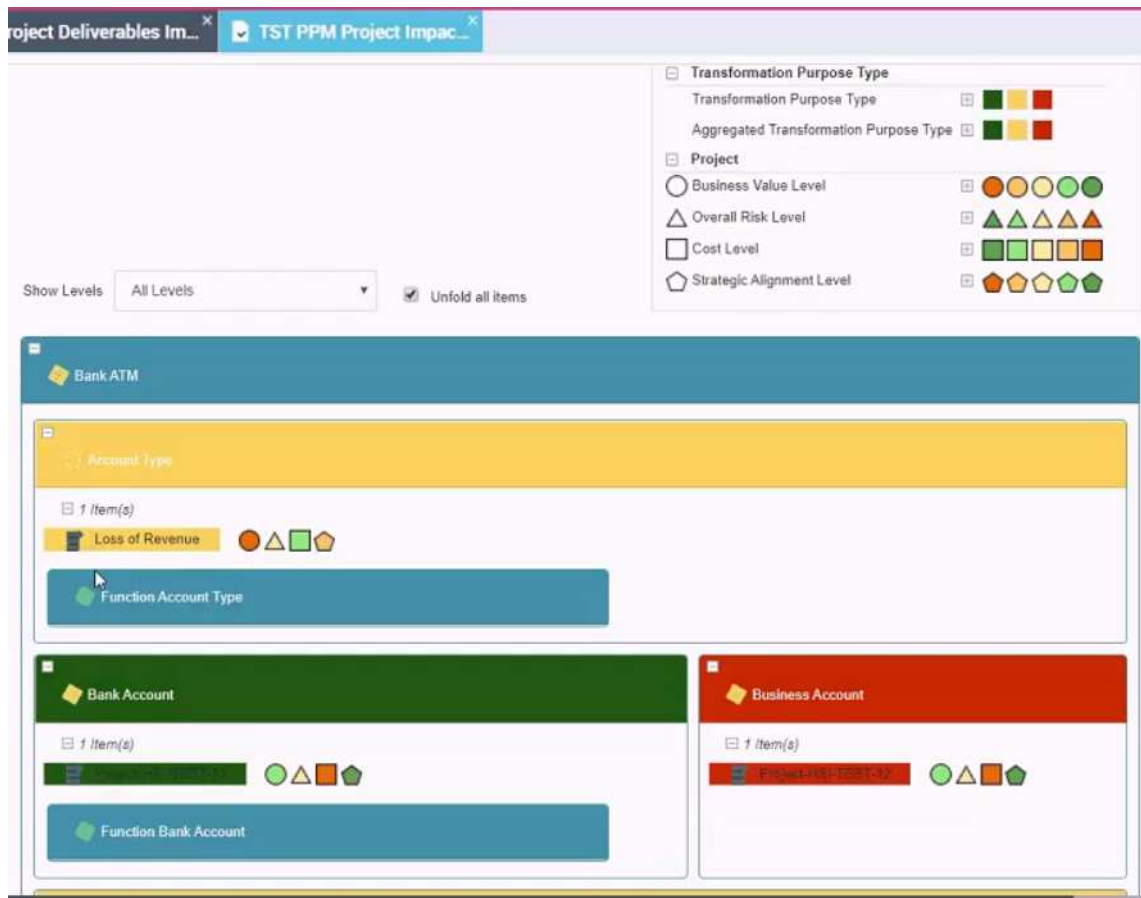 roject Deliverables Im...
TST PPM Project Impac...
Transformation Purpose Type
Transformation Purpose Type
Aggregated Transformation Purpose Type
Project
Business Value Level
Overall Risk Level
Cost Level
Strategic Alignment Level
Show Levels All Levels Unfold all items
Bank ATM
Account Type
1 Item(s)
Loss of Revenue
Function Account Type
Bank Account
Business Account
1 Item(s)
1 Item(s)
Function Bank Account